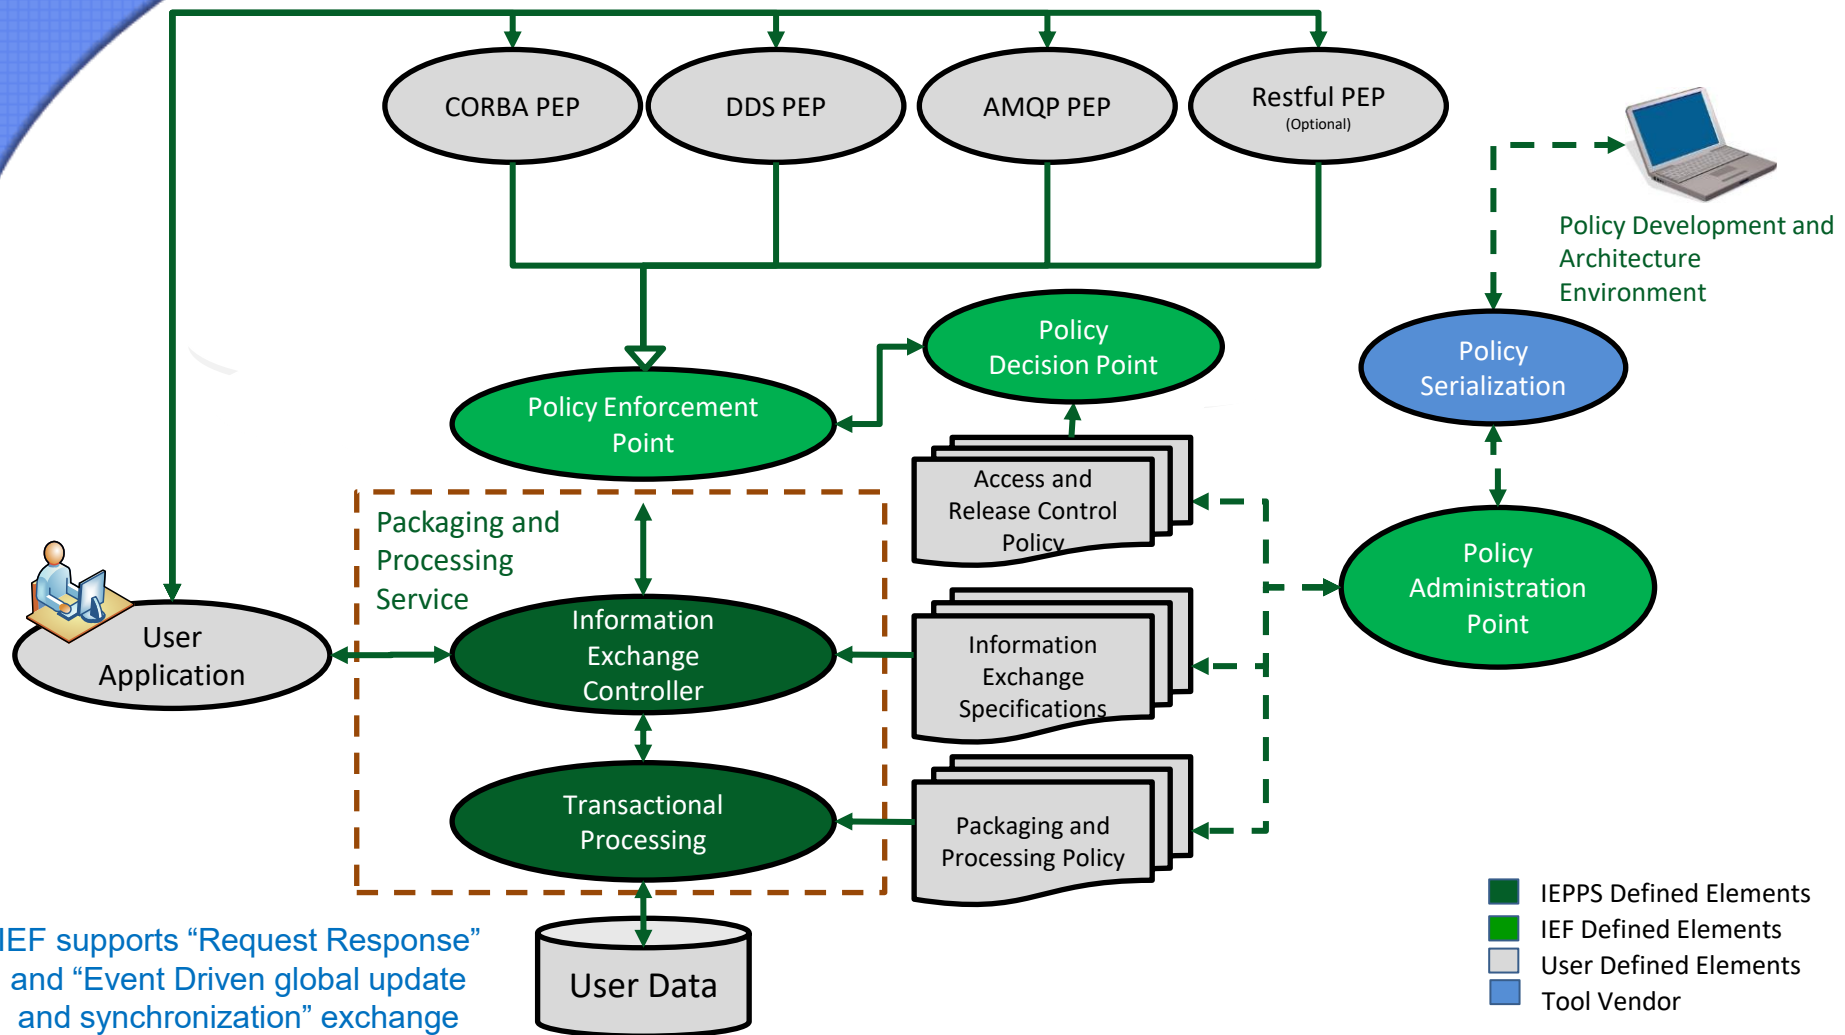 CORBA PEP
DDS PEP
AMQP PEP
Restful PEP
(Optional)
Policy Development and
Architecture
Environment
Policy
Decision Point
Policy
Serialization
Policy Enforcement
Point
Access and
Release Control
Policy
Packaging and
Processing
Service
Policy
Administration
Point
User
Application
Information
Exchange
Controller
Information
Exchange
Specifications
Transactional
Processing
Packaging and
Processing Policy
IEPPS Defined Elements
IEF Defined Elements
User Defined Elements
Tool Vendor
IEF supports “Request Response”
and “Event Driven global update
and synchronization” exchange
User Data